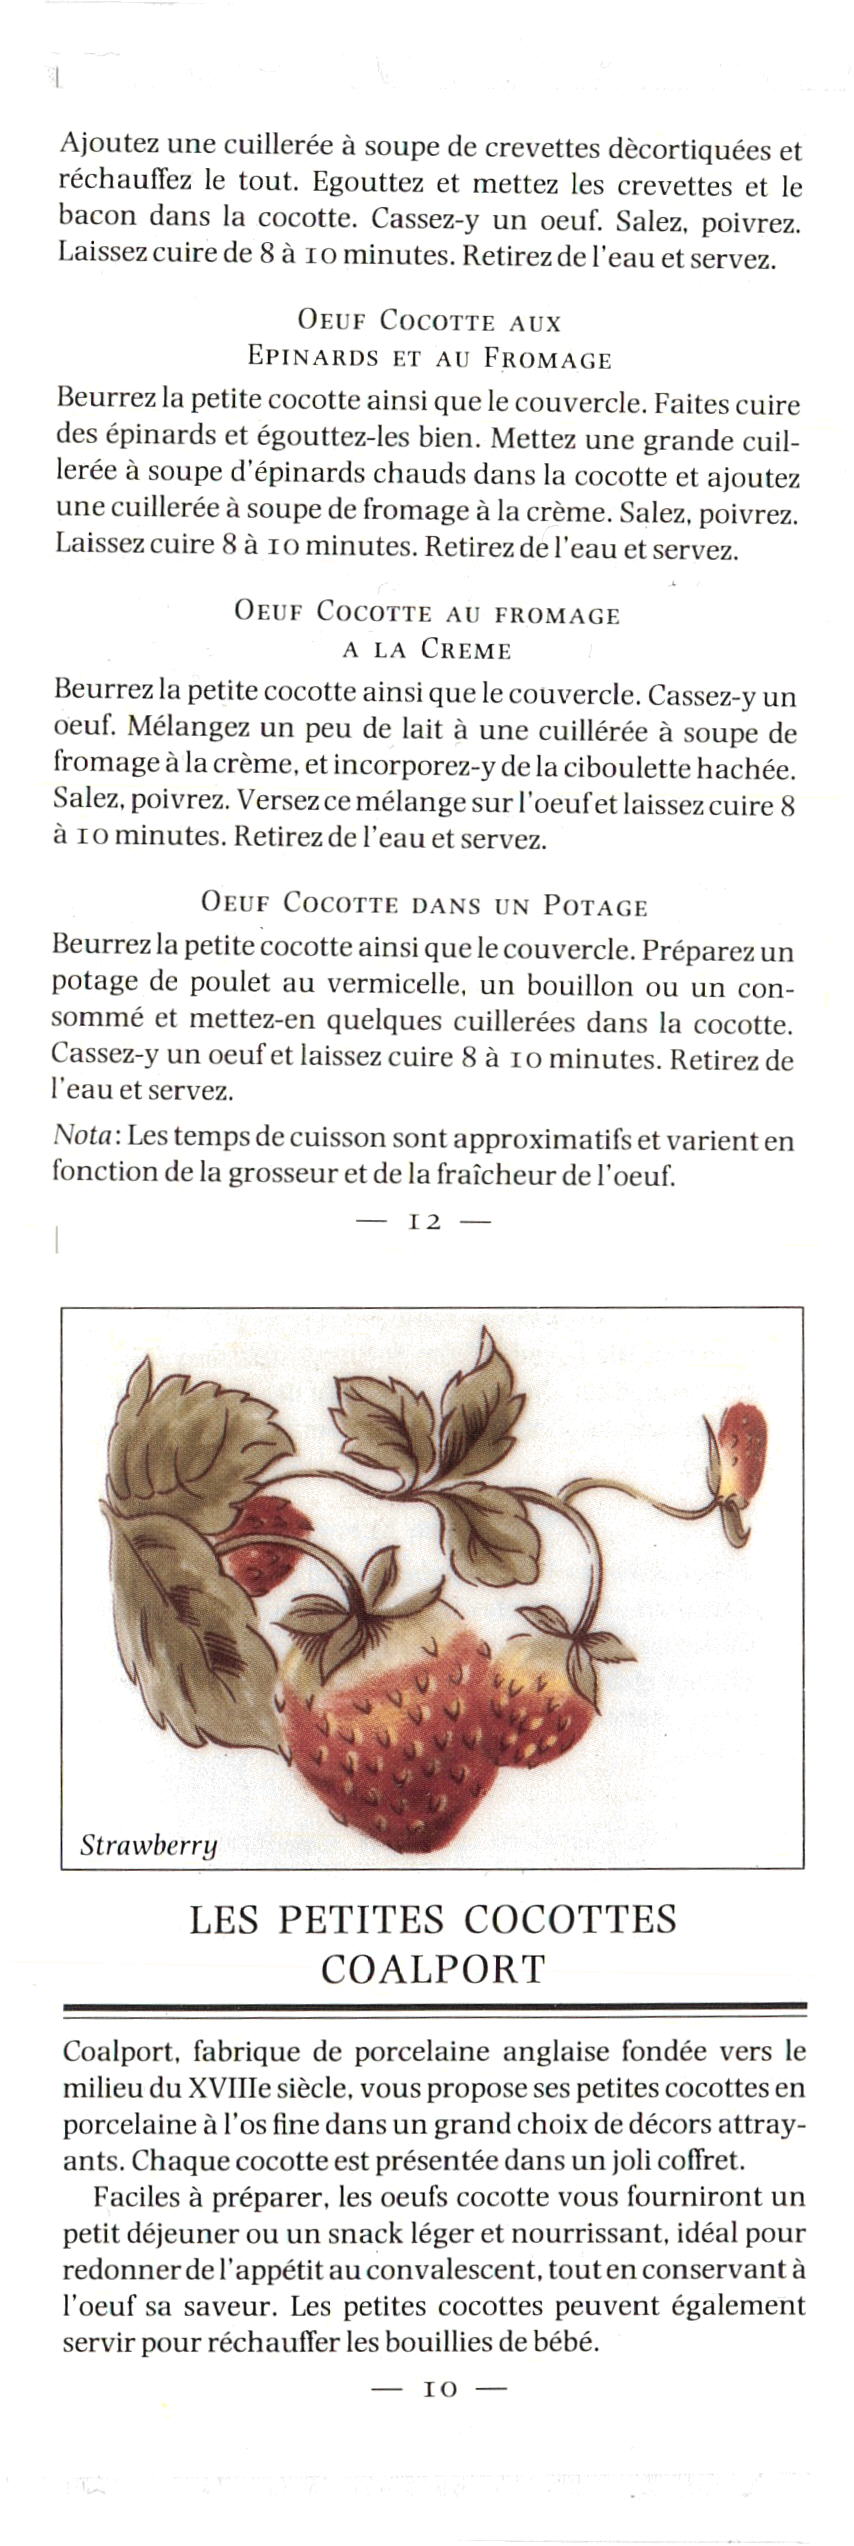 Ajoutez une cuillerée à soupe de crevettes dècortiquées et
réchauffez le tout. Egouttez et mettez les crevettes et le
bacon dans la cocotte. Cassez-y un oeuf. Salez, poivrez.
Laissez cuire de 8 à 10 minutes. Retirez de l'eau et servez.
OEUF COCOTTE AUX
EPINARDS ET AU FROMAGE
Beurrez la petite cocotte ainsi que le couvercle. Faites cuire
des épinards et égouttez-les bien. Mettez une grande cuil-
lerée à soupe d'épinards chauds dans la cocotte et ajoutez
une cuillerée à soupe de fromage à la crème. Salez, poivrez.
Laissez cuire 8 à 10 minutes. Retirez de l'eau et servez.
OEUF COCOTTE AU FROMAGE
A LA CREME
Beurrez la petite cocotte ainsi que le couvercle. Cassez-y un
oeuf. Mélangez un peu de lait à une cuillérée à soupe de
fromage à la crème, et incorporez-y de la ciboulette hachée.
Salez, poivrez. Versez ce mélange sur l'oeuf et laissez cuire 8
à 10 minutes. Retirez de l'eau et servez.
OEUF COCOTTE DANS UN POTAGE
Beurrez la petite cocotte ainsi que le couvercle. Préparez un
potage de poulet au vermicelle, un bouillon ou un con-
sommé et mettez-en quelques cuillerées dans la cocotte.
Cassez-y un oeuf et laissez cuire 8 à 10 minutes. Retirez de
l'eau et servez.
Nota: Les temps de cuisson sont approximatifs et varient en
fonction de la grosseur et de la fraîcheur de l'oeuf.
— 12 —
Strawberry
LES PETITES COCOTTES
COALPORT
Coalport, fabrique de porcelaine anglaise fondée vers le
milieu du XVIIIe siècle, vous propose ses petites cocottes en
porcelaine à l'os fine dans un grand choix de décors attray-
ants. Chaque cocotte est présentée dans un joli coffret.
Faciles à préparer, les oeufs cocotte vous fourniront un
petit déjeuner ou un snack léger et nourrissant, idéal pour
redonner de l'appétit au convalescent, tout en conservant à
l'oeuf sa saveur. Les petites cocottes peuvent également
servir pour réchauffer les bouillies de bébé.
— 10 —